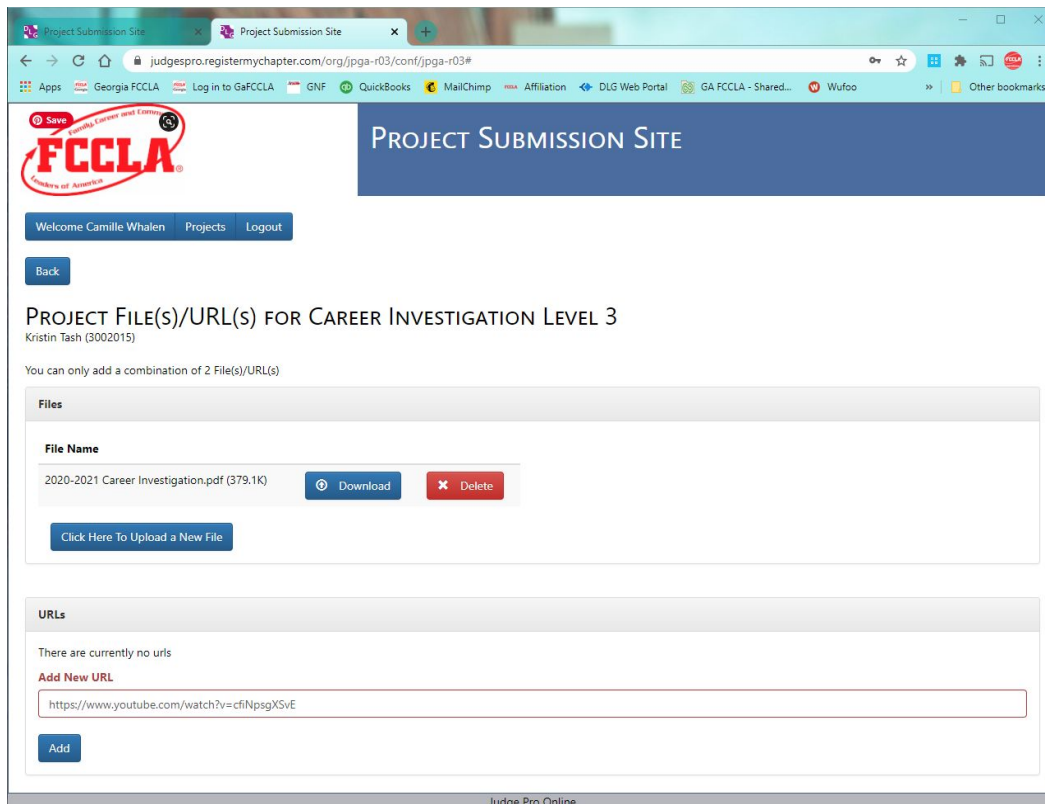 Project Submission Site
Project Submission Site
judgespro.registermychapter.com/org/jpga-r03/conf/jpga-r03#
Apps Georgia FCCLA Log in to GaFCCLA GNF QuickBooks MailChimp Affiliation DLG Web Portal GA FCCLA - Shared... Wufoo » Other bookmarks
Save
Family, Career and Community
FCCLA
Leaders of America
PROJECT SUBMISSION SITE
Welcome Camille Whalen Projects Logout
Back
PROJECT FILE(S)/URL(S) FOR CAREER INVESTIGATION LEVEL 3
Kristin Tash (3002015)
You can only add a combination of 2 File(s)/URL(s)
Files
File Name
2020-2021 Career Investigation.pdf (379.1K) Download Delete
Click Here To Upload a New File
URLs
There are currently no urls
Add New URL
https://www.youtube.com/watch?v=cfiNpsgXSvE
Add
Judge Pro Online